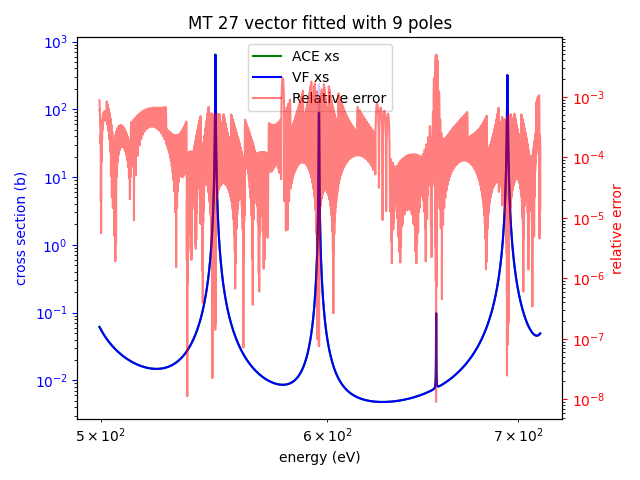 MT 27 vector fitted with 9 poles
ACE xs
VF xs
Relative error
10³
10²
10¹
10⁰
10⁻¹
10⁻²
cross section (b)
10⁻³
10⁻⁴
10⁻⁵
10⁻⁶
10⁻⁷
10⁻⁸
relative error
5 × 10² 6 × 10² 7 × 10²
energy (eV)